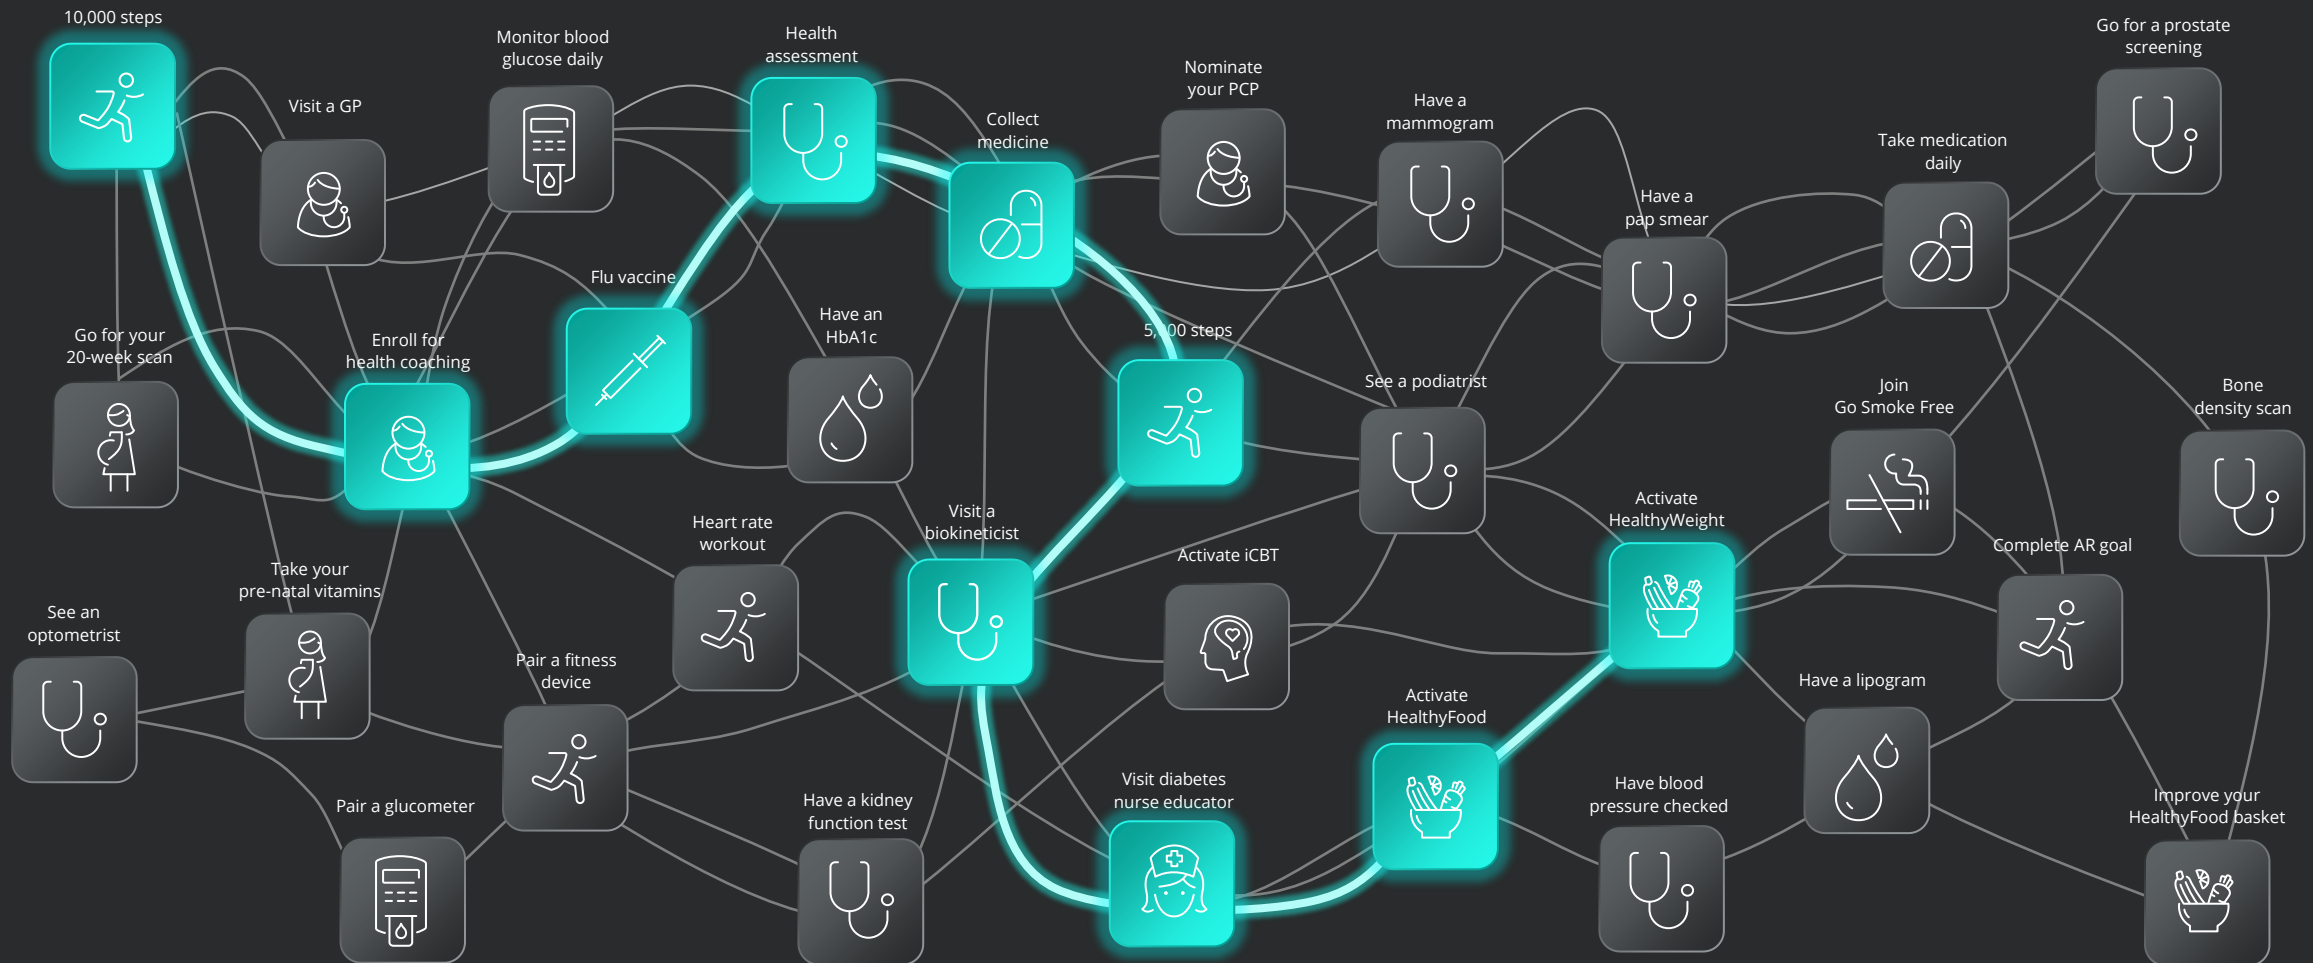 10,000 steps
Visit a GP
Monitor blood
glucose daily
Health
assessment
Collect
medicine
Nominate
your PCP
Have a
mammogram
Have a
pap smear
Take medication
daily
Go for a prostate
screening
Go for your
20-week scan
Enroll for
health coaching
Flu vaccine
Have an
HbA1c
5,000 steps
See a podiatrist
Join
Go Smoke Free
Bone
density scan
See an
optometrist
Take your
pre-natal vitamins
Pair a fitness
device
Heart rate
workout
Visit a
biokineticist
Activate iCBT
Activate
HealthyWeight
Complete AR goal
Pair a glucometer
Have a kidney
function test
Visit diabetes
nurse educator
Activate
HealthyFood
Have blood
pressure checked
Have a lipogram
Improve your
HealthyFood basket